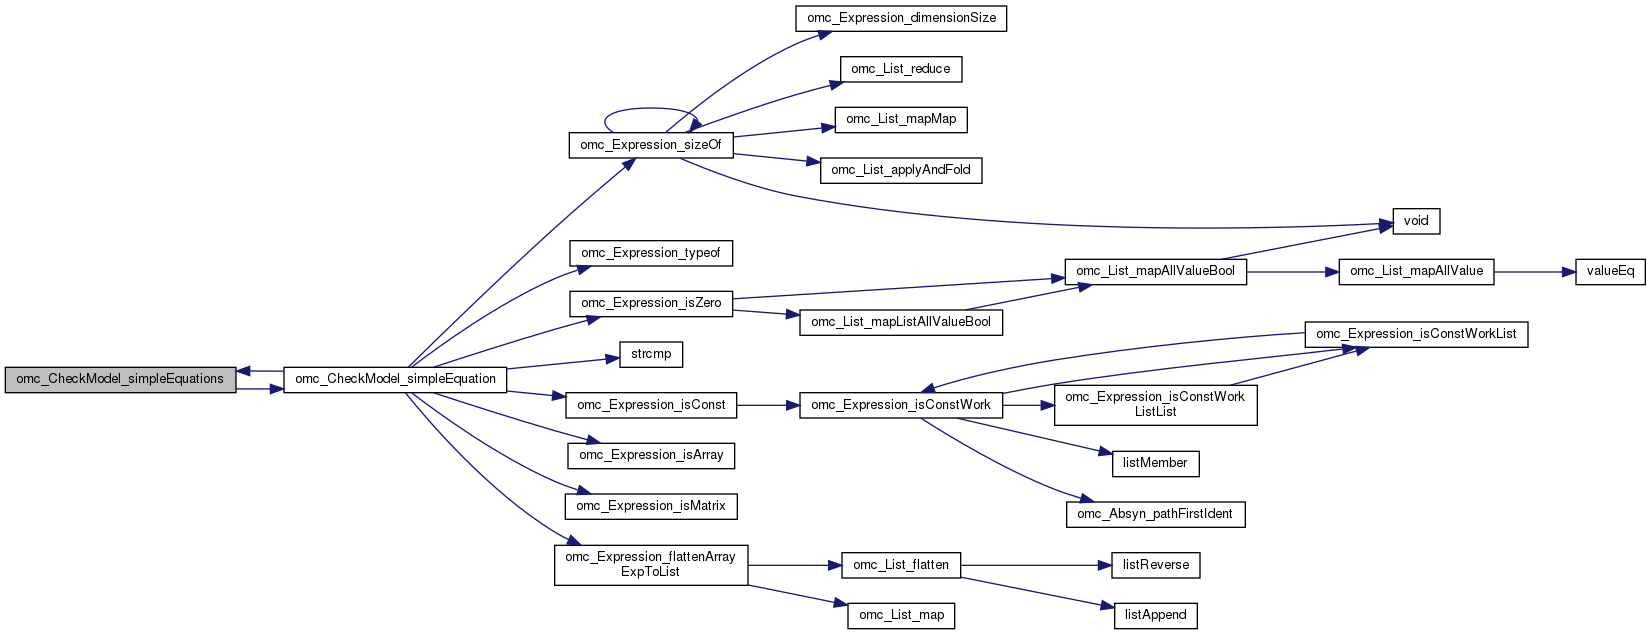 omc_Expression_dimensionSize
omc_List_reduce
omc_List_mapMap
omc_Expression_sizeOf
omc_List_applyAndFold
void
omc_Expression_typeof
omc_List_mapAllValueBool
omc_List_mapAllValue
valueEq
omc_Expression_isZero
omc_List_mapListAllValueBool
omc_Expression_isConstWorkList
strcmp
omc_CheckModel_simpleEquations
omc_CheckModel_simpleEquation
omc_Expression_isConst
omc_Expression_isConstWork
omc_Expression_isConstWork
ListList
omc_Expression_isArray
listMember
omc_Expression_isMatrix
omc_Absyn_pathFirstIdent
omc_Expression_flattenArray
ExpToList
omc_List_flatten
listReverse
omc_List_map
listAppend